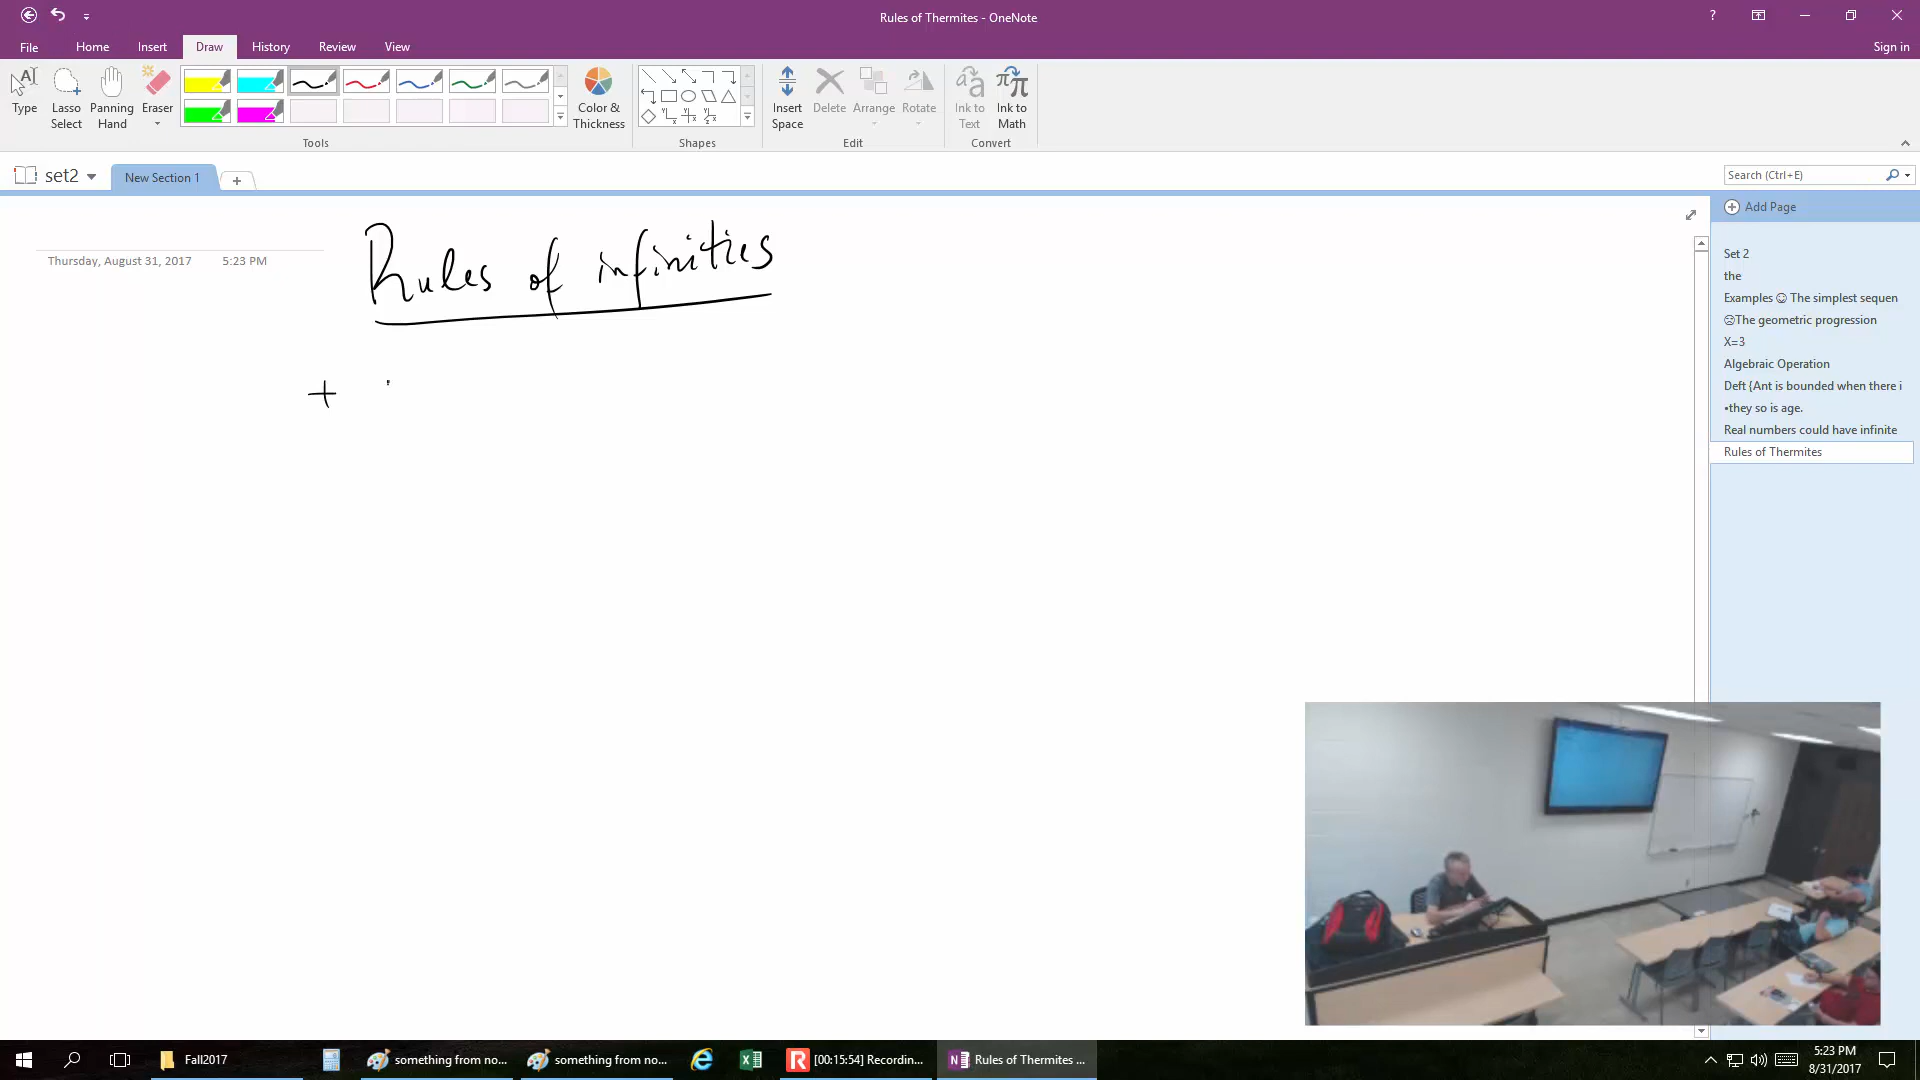 Rules of Thermites - OneNote
File
Home
Insert
Draw
History
Review
View
Sign in
Type
Lasso Select
Panning Hand
Eraser
Color & Thickness
Insert Space
Delete
Arrange
Rotate
Ink to Text
Ink to Math
Tools
Shapes
Edit
Convert
set2
New Section 1
Search (Ctrl+E)
Add Page
Thursday, August 31, 2017 5:23 PM
Rules of infinities
+
Set 2
the
Examples ☺ The simplest sequen
☹The geometric progression
X=3
Algebraic Operation
Deft {Ant is bounded when there i
•they so is age.
Real numbers could have infinite
Rules of Thermites
Fall2017
something from no...
something from no...
[00:15:54] Recordin...
Rules of Thermites ...
5:23 PM
8/31/2017